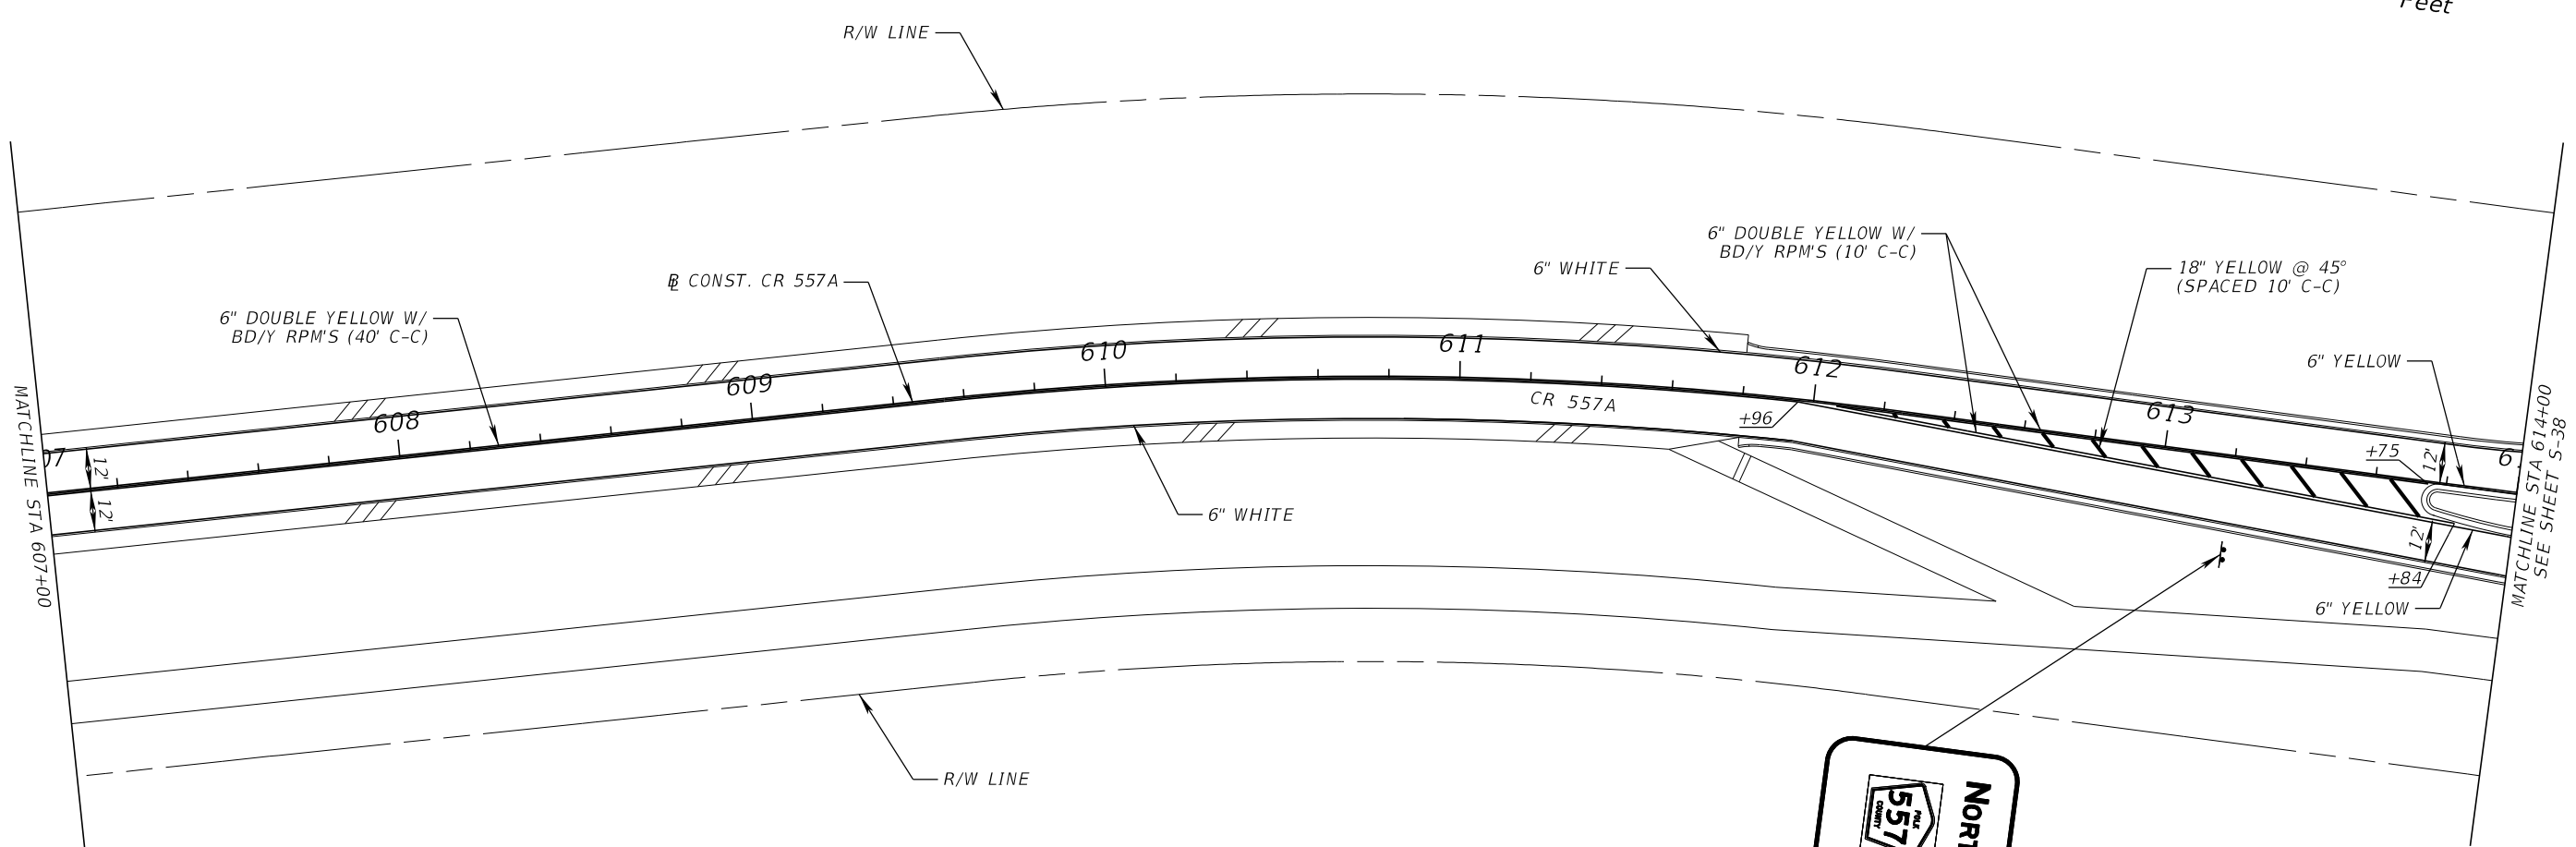 Feet
R/W LINE
6" DOUBLE YELLOW W/
BD/Y RPM'S (10' C-C)
6" WHITE
18" YELLOW @ 45°
(SPACED 10' C-C)
℄ CONST. CR 557A
6" DOUBLE YELLOW W/
BD/Y RPM'S (40' C-C)
6" YELLOW
608
609
610
611
612
613
CR 557A
+96
+75
12'
12'
12'
12'
+84
6" YELLOW
6" WHITE
R/W LINE
MATCHLINE STA 607+00
MATCHLINE STA 614+00
SEE SHEET S-38
POLK
557
COUNTY